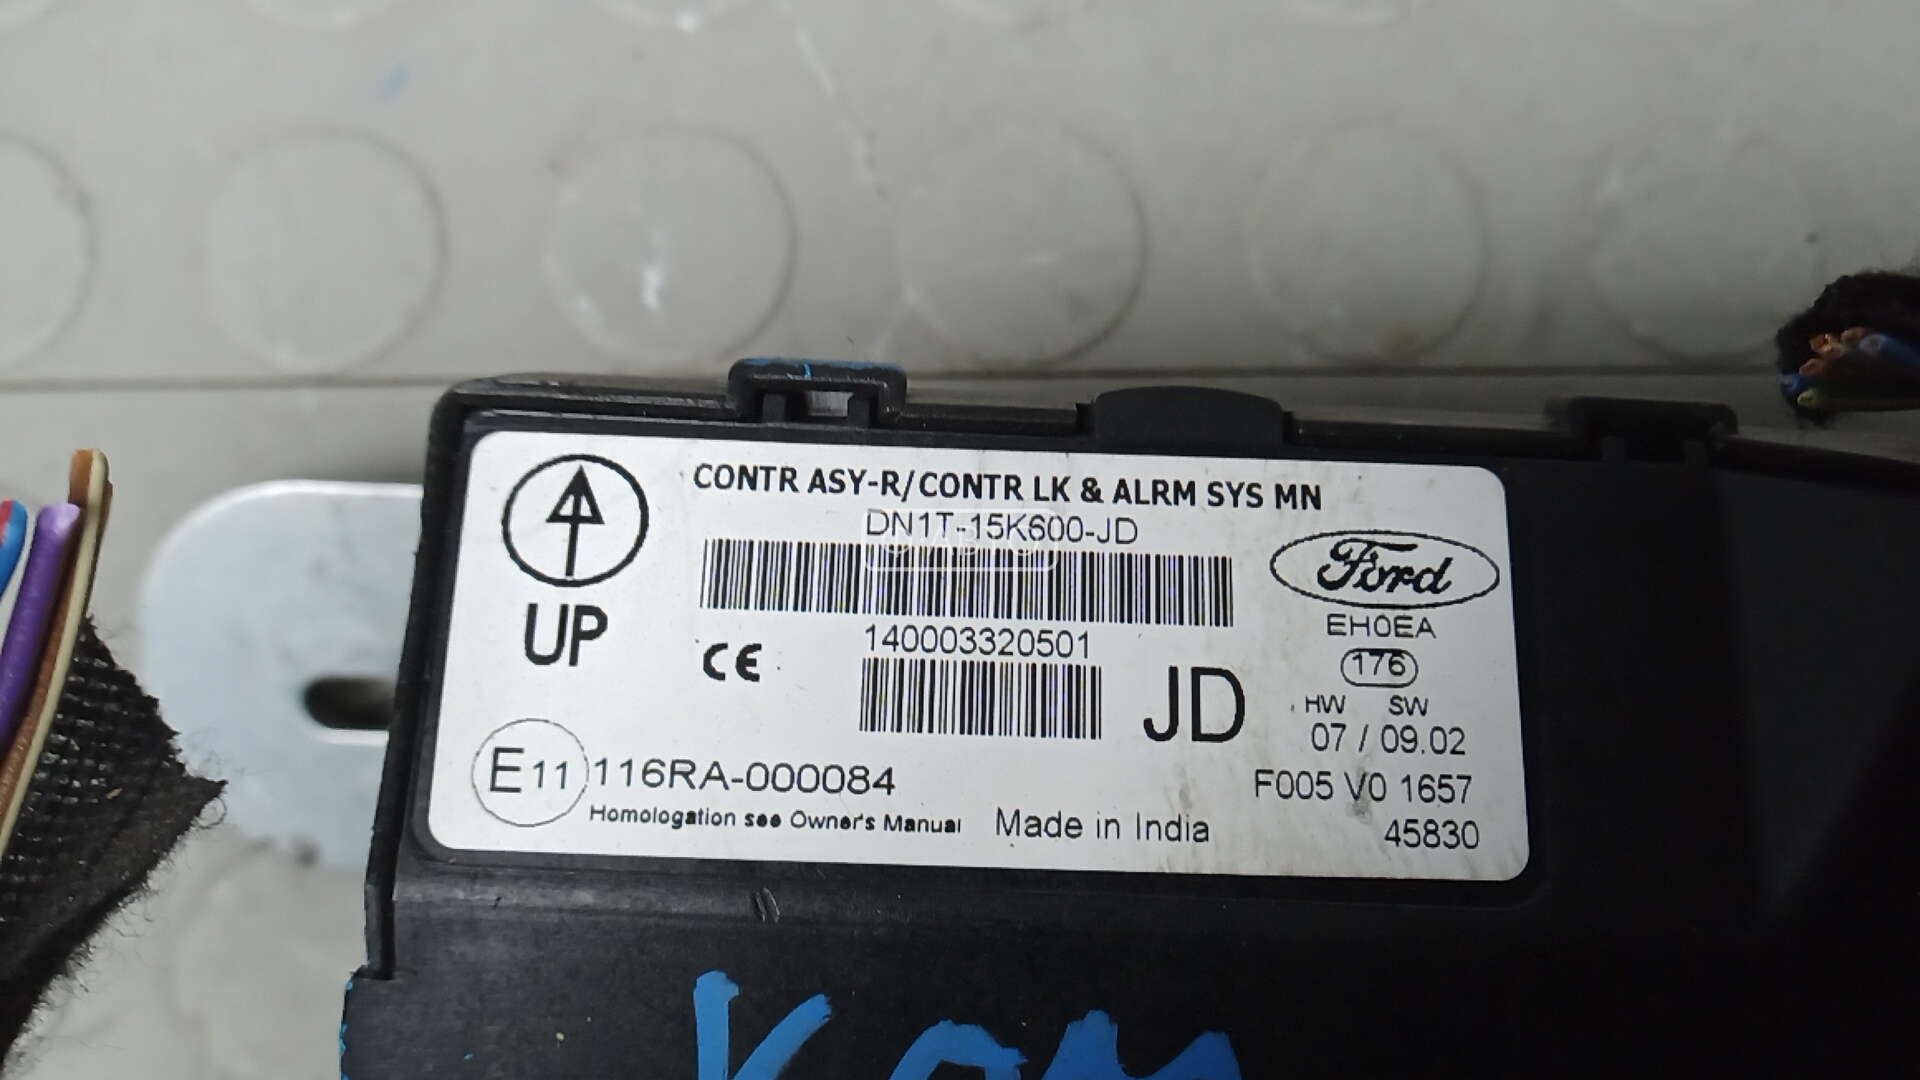 CONTR ASY-R/CONTR LK & ALRM SYS MN
DN1T-15K600-JD
Ford
UP
CE
140003320501
EH0EA
176
JD
HW SW
07 / 09.02
E11 116RA-000084
F005 V0 1657
Homologation see Owner's Manual
Made in India
45830